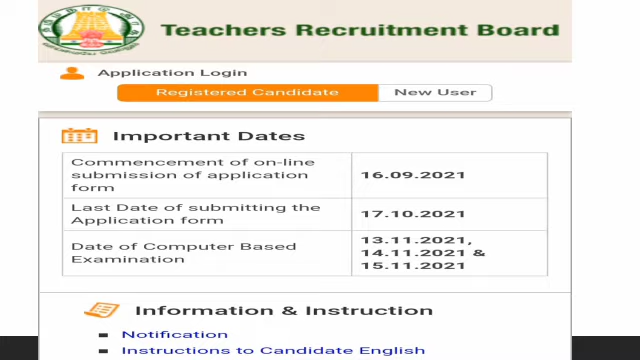 Teachers Recruitment Board
Application Login
Registered Candidate
New User
Important Dates
Commencement of on-line
submission of application
form
16.09.2021
Last Date of submitting the
Application form
17.10.2021
Date of Computer Based
Examination
13.11.2021,
14.11.2021 &
15.11.2021
Information & Instruction
Notification
Instructions to Candidate English